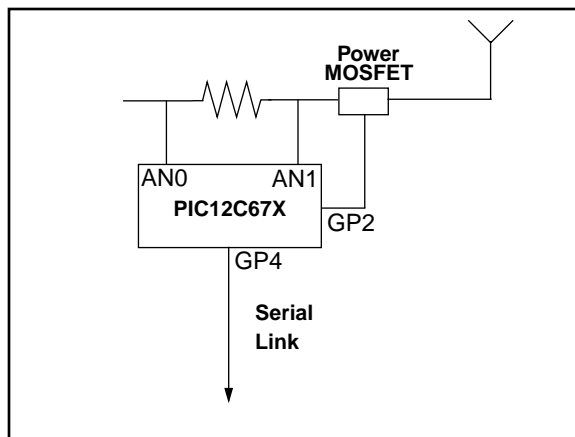 Power
MOSFET
AN0 AN1
PIC12C67X
GP2
GP4
Serial
Link